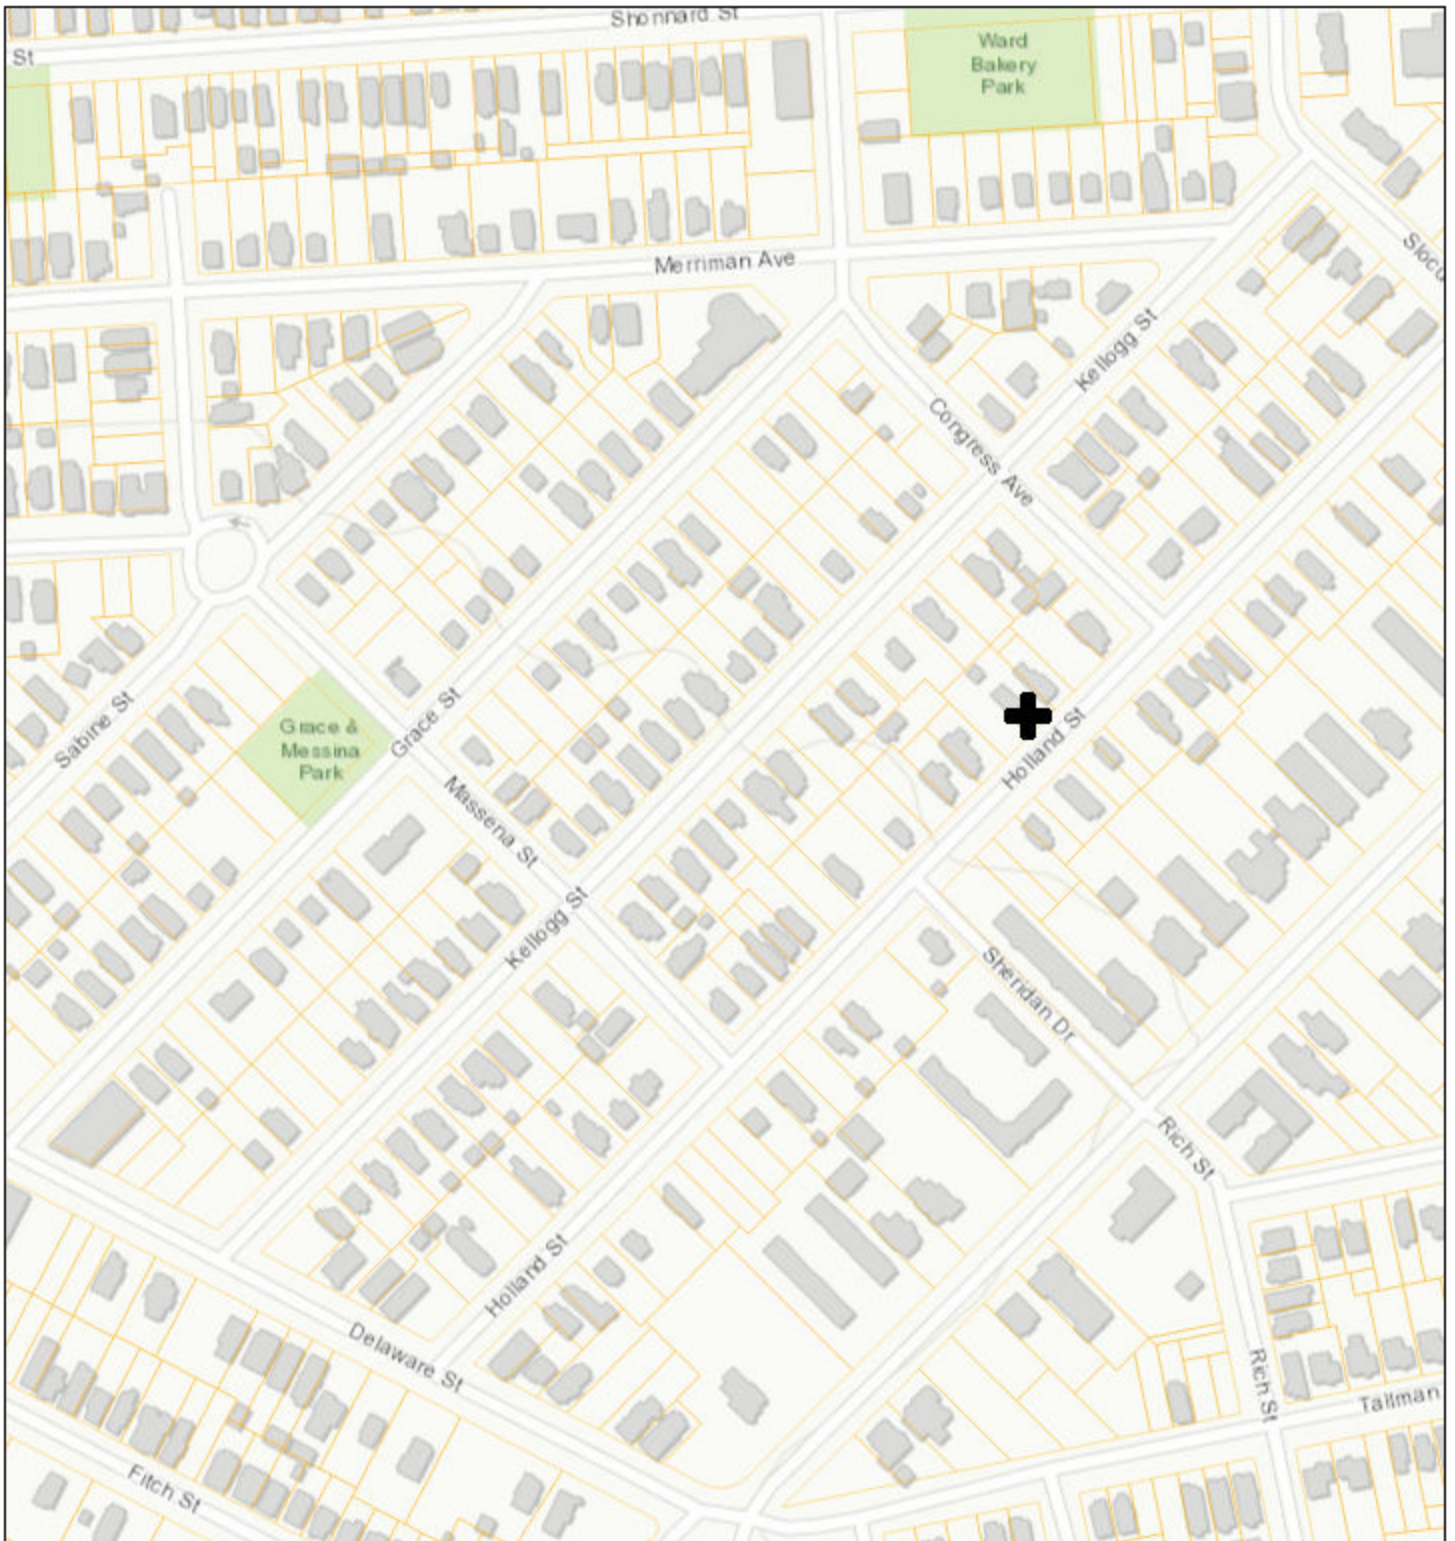 Shonnard St
St
Ward
Bakery
Park
Merriman Ave
Kellogg St
Congress Ave
Grace &
Messina
Park
Sabine St
Grace St
Massena St
Holland St
Kellogg St
Sheridan Dr
Rich St
Holland St
Delaware St
Rich St
Tallman
Fitch St